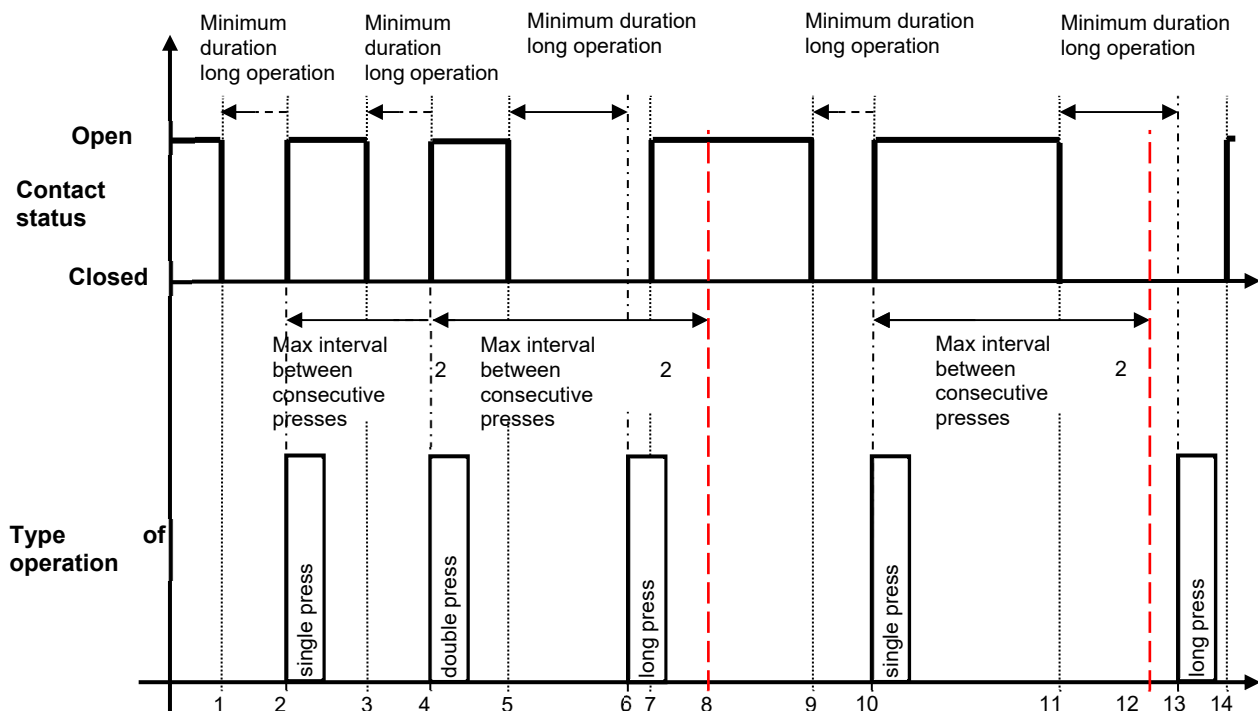 Minimum
duration
long operation
Minimum
duration
long operation
Minimum duration
long operation
Minimum duration
long operation
Minimum duration
long operation
Open
Contact
status
Closed
Max interval
between 2
consecutive
presses
Max interval
between 2
consecutive
presses
Max interval
between 2
consecutive
presses
Type of
operation
single press
double press
long press
single press
long press
1 2 3 4 5 6 7 8 9 10 11 12 13 14